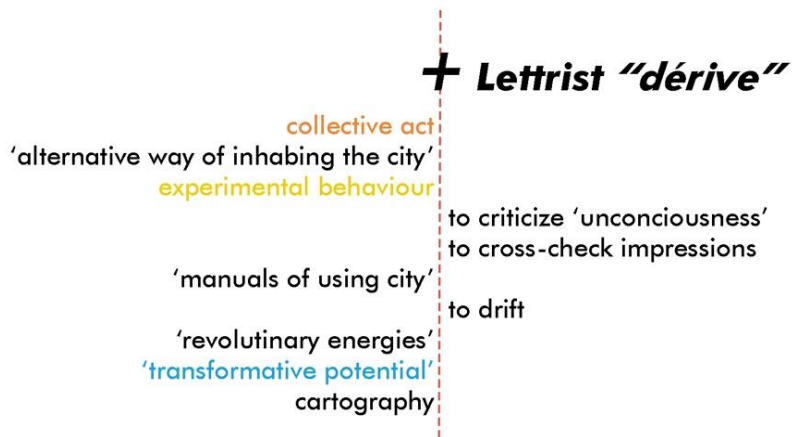 + Lettrist “dérive”
collective act
‘alternative way of inhabing the city’
experimental behaviour
to criticize ‘unconciousness’
to cross-check impressions
‘manuals of using city’
to drift
‘revolutinary energies’
‘transformative potential’
cartography